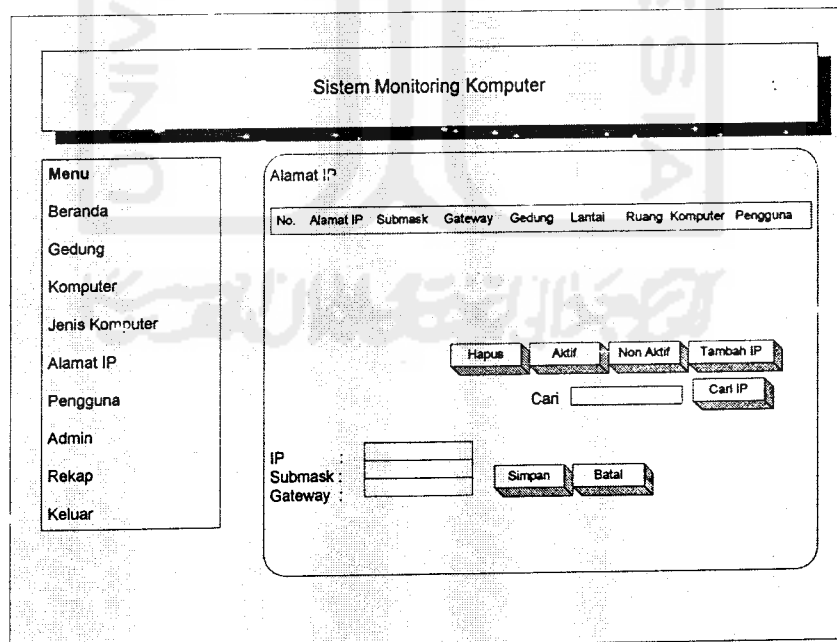 Sistem Monitoring Komputer
Menu
Beranda
Gedung
Komputer
Jenis Komputer
Alamat IP
Pengguna
Admin
Rekap
Keluar
Alamat IP
No. Alamat IP Submask Gateway Gedung Lantai Ruang Komputer Pengguna
Hapus Aktif Non Aktif Tambah IP
Cari Cari IP
IP :
Submask :
Gateway :
Simpan Batal